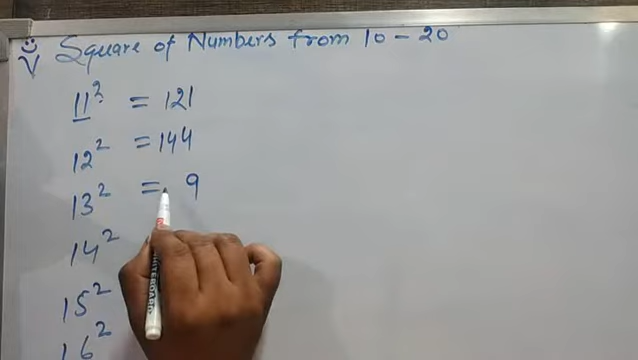 Square of Numbers from 10 - 20
11² = 121
12² = 144
13² = 9
14²
15²
16²